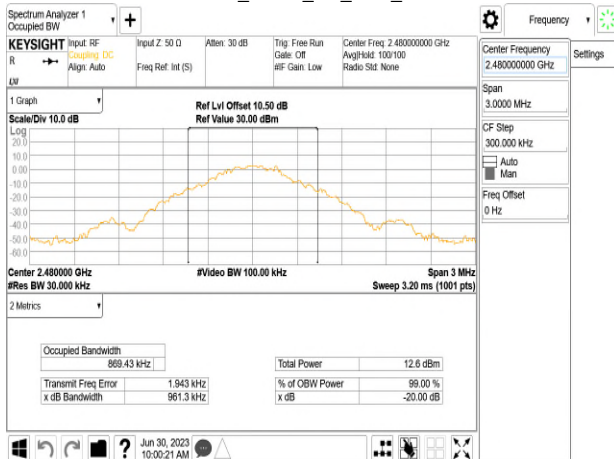 Spectrum Analyzer 1
Occupied BW
Frequency
KEYSIGHT
R
LXI
Input: RF
Coupling: DC
Align: Auto
Input Z: 50 Ω
Freq Ref: Int (S)
Atten: 30 dB
Trig: Free Run
Gate: Off
#IF Gain: Low
Center Freq: 2.480000000 GHz
Avg|Hold: 100/100
Radio Std: None
Center Frequency
2.480000000 GHz
Settings
Span
3.0000 MHz
CF Step
300.000 kHz
Auto
Man
Freq Offset
0 Hz
1 Graph
Scale/Div 10.0 dB
Ref Lvl Offset 10.50 dB
Ref Value 30.00 dBm
Log
20.0
10.0
0.00
-10.0
-20.0
-30.0
-40.0
-50.0
-60.0
Center 2.480000 GHz
#Res BW 30.000 kHz
#Video BW 100.00 kHz
Span 3 MHz
Sweep 3.20 ms (1001 pts)
2 Metrics
Occupied Bandwidth
869.43 kHz
Total Power 12.6 dBm
Transmit Freq Error 1.943 kHz
% of OBW Power 99.00 %
x dB Bandwidth 961.3 kHz
x dB -20.00 dB
?
Jun 30, 2023
10:00:21 AM